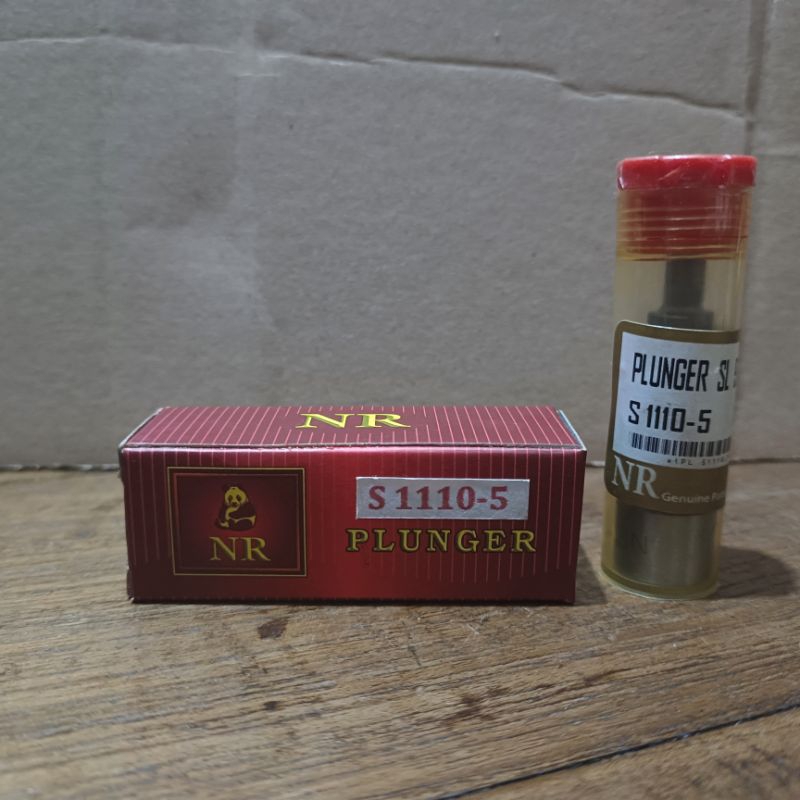 NR
NR
S 1110-5
PLUNGER
PLUNGER SL
S 1110-5
NR Genuine